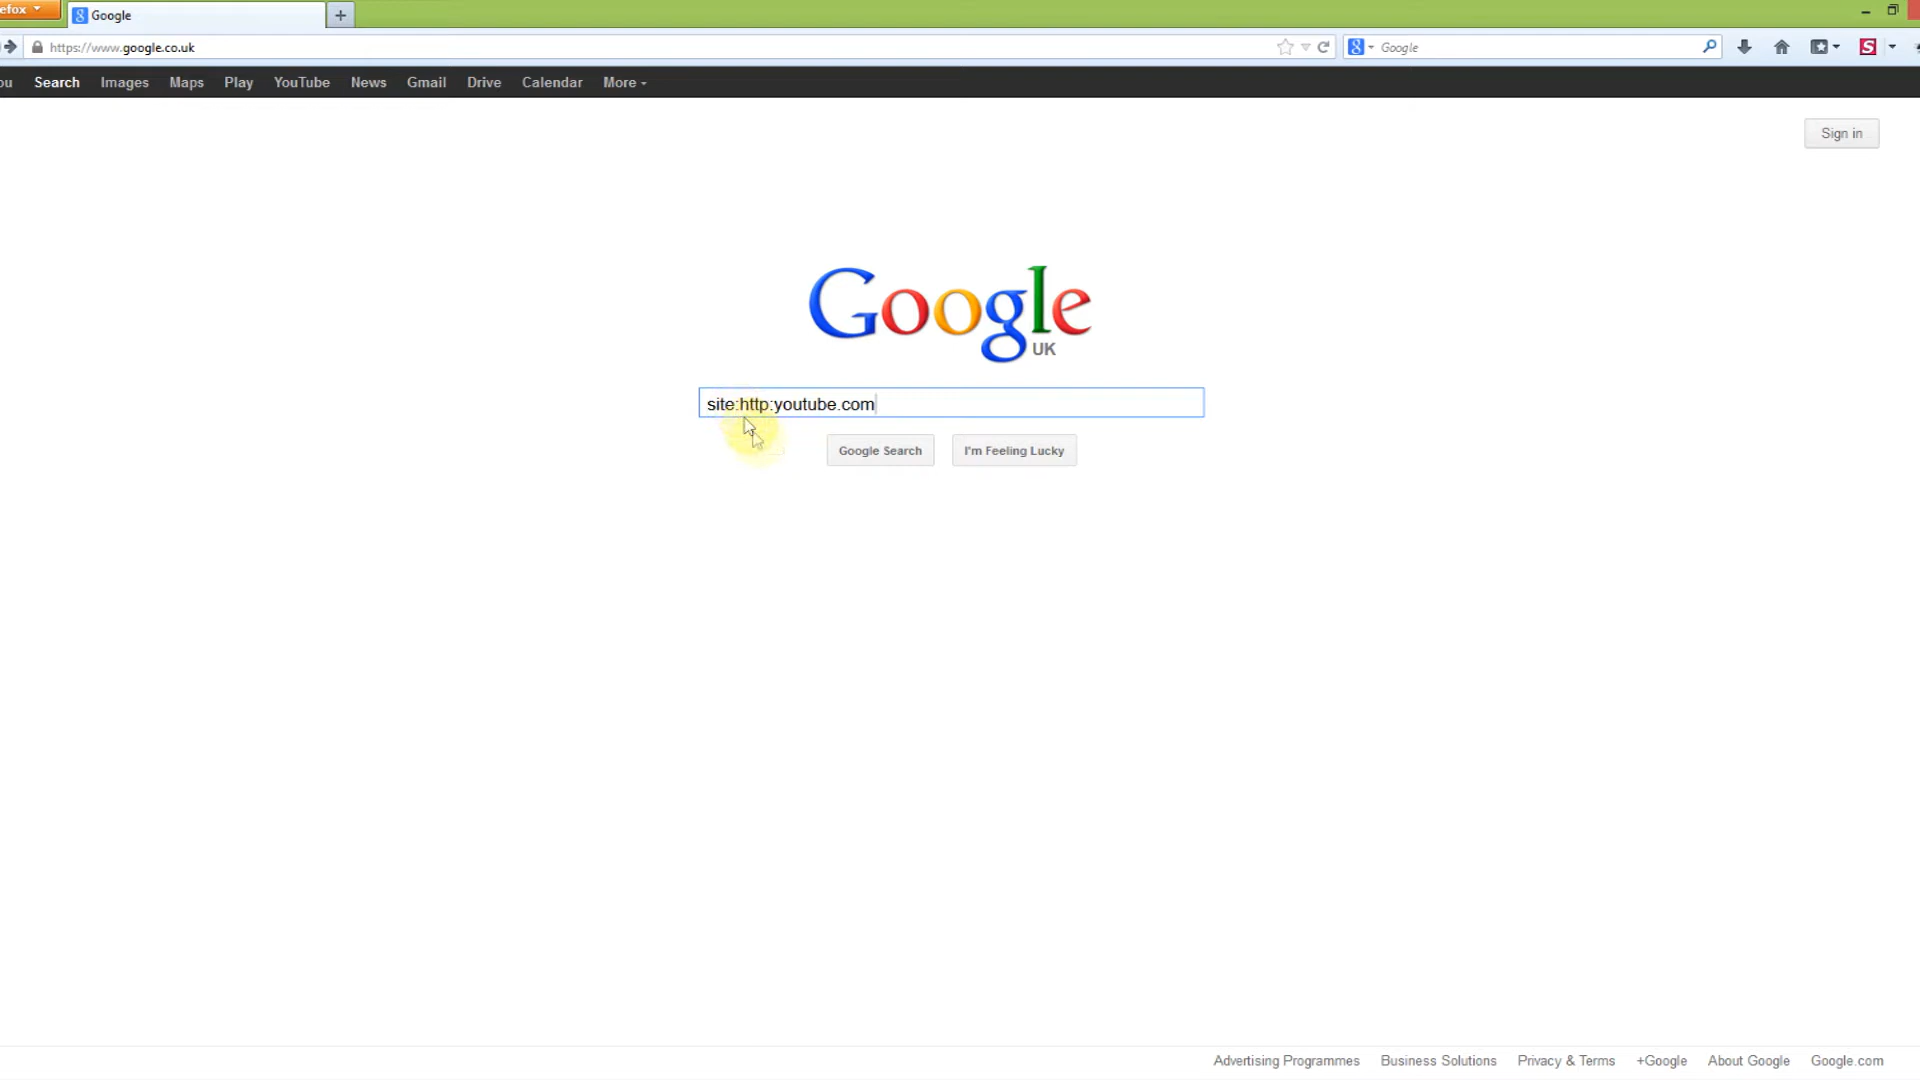 efox
Google
https://www.google.co.uk
Google
ou Search Images Maps Play YouTube News Gmail Drive Calendar More
Sign in
Google
UK
site:http:youtube.com
Google Search I'm Feeling Lucky
Advertising Programmes Business Solutions Privacy & Terms +Google About Google Google.com